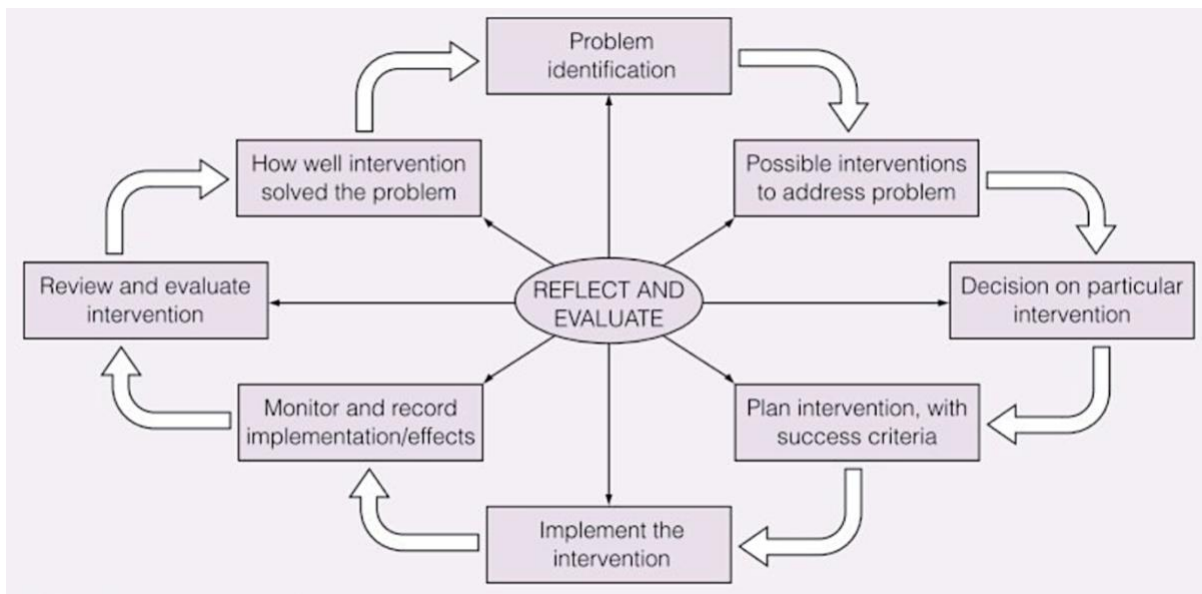 Problem
identification
Possible interventions
to address problem
Decision on particular
intervention
Plan intervention, with
success criteria
Implement the
intervention
Monitor and record
implementation/effects
Review and evaluate
intervention
How well intervention
solved the problem
REFLECT AND
EVALUATE